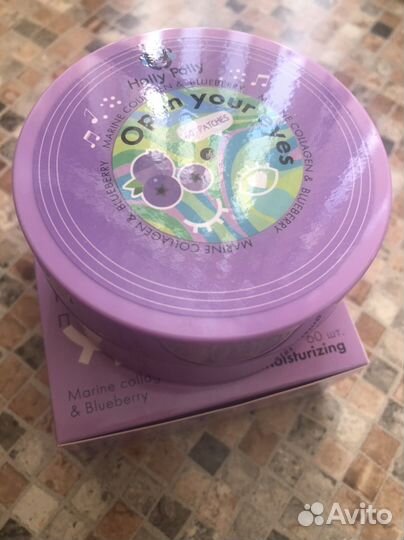 Holly Polly
MARINE COLLAGEN & BLUEBERRY
MARINE COLLAGEN & BLUEBERRY
MARINE COLLAGEN & BLUEBERRY
Open your eyes
60 PATCHES
60 шт.
moisturizing
Marine collag
& Blueberry
Avito